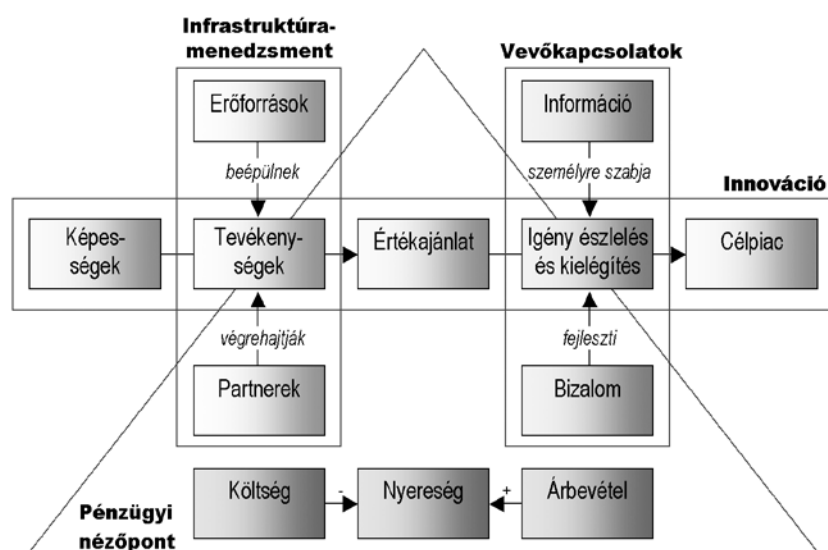 Infrastruktúra-
menedzsment
Vevőkapcsolatok
Erőforrások
Információ
beépülnek
személyre szabja
Innováció
Képes-
ségek
Tevékeny-
ségek
Értékajánlat
Igény észlelés
és kielégítés
Célpiac
végrehajtják
fejleszti
Partnerek
Bizalom
Költség
-
Nyereség
+
Árbevétel
Pénzügyi
nézőpont